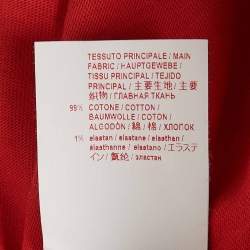 TESSUTO PRINCIPALE / MAIN
FABRIC / HAUPTGEWEBE /
TISSU PRINCIPAL / TEJIDO
PRINCIPAL / 主要生地 / 主要
织物 / ГЛАВНАЯ ТКАНЬ
99% COTONE / COTTON /
BAUMWOLLE / COTON /
ALGODÓN / 綿 / 棉 / ХЛОПОК
1% elastan / elastane / elasthan /
élasthanne / elastano / エラステ
イン / 氨纶 / эластан